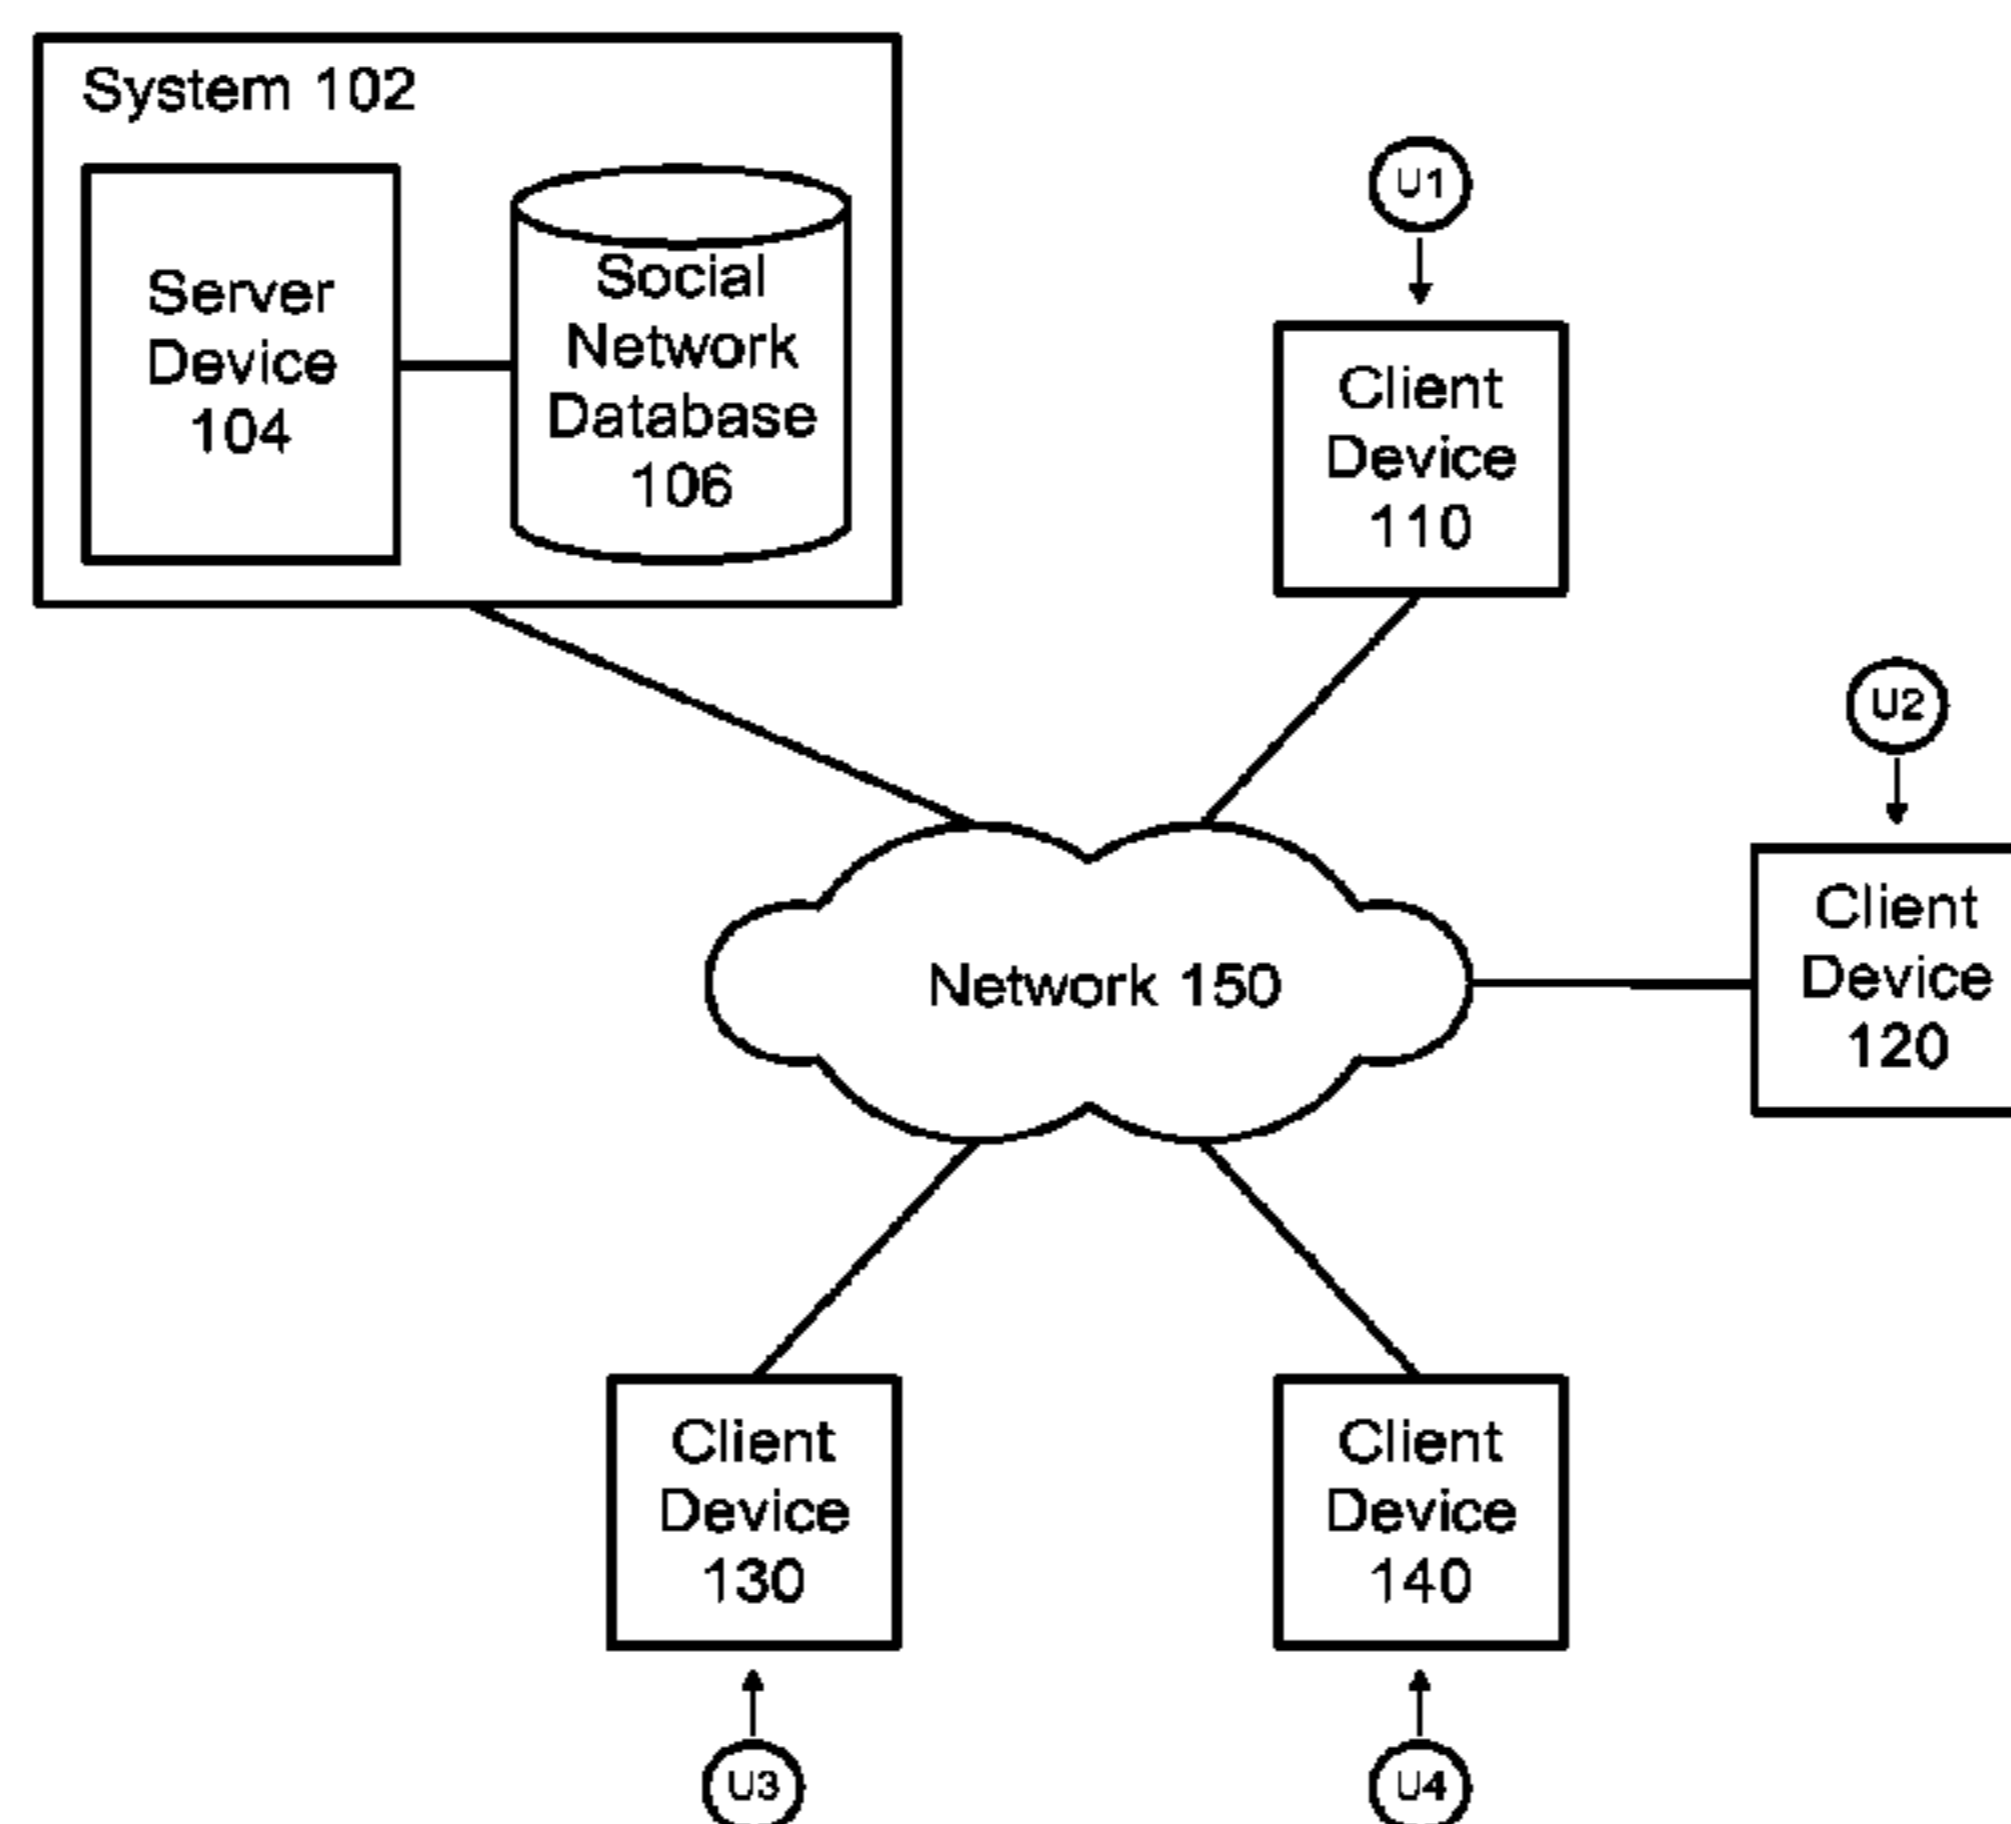 System 102
Server
Device
104
Social
Network
Database
106
U1
Client
Device
110
U2
Client
Device
120
Network 150
Client
Device
130
Client
Device
140
U3
U4